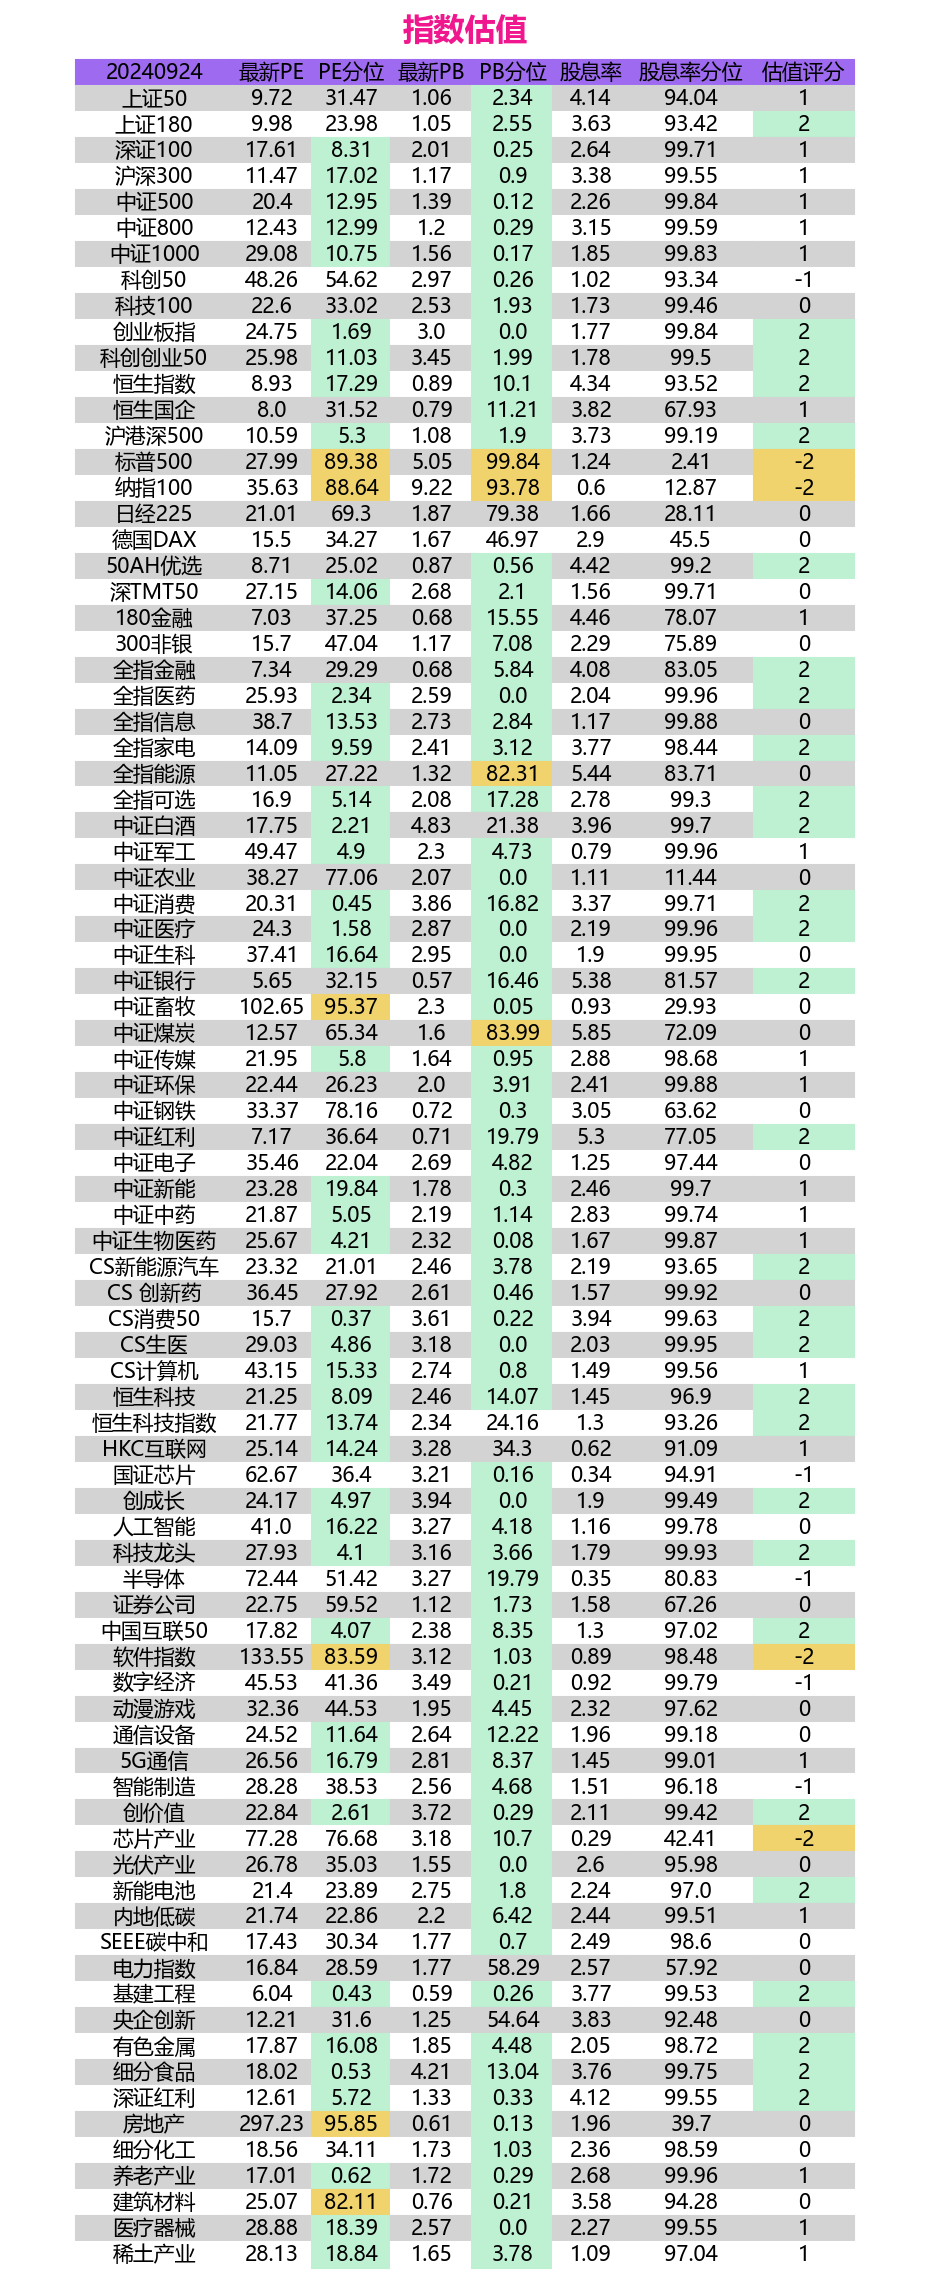 指数估值
20240924 最新PE PE分位 最新PB PB分位 股息率 股息率分位 估值评分
上证50 9.72 31.47 1.06 2.34 4.14 94.04 1
上证180 9.98 23.98 1.05 2.55 3.63 93.42 2
深证100 17.61 8.31 2.01 0.25 2.64 99.71 1
沪深300 11.47 17.02 1.17 0.9 3.38 99.55 1
中证500 20.4 12.95 1.39 0.12 2.26 99.84 1
中证800 12.43 12.99 1.2 0.29 3.15 99.59 1
中证1000 29.08 10.75 1.56 0.17 1.85 99.83 1
科创50 48.26 54.62 2.97 0.26 1.02 93.34 -1
科技100 22.6 33.02 2.53 1.93 1.73 99.46 0
创业板指 24.75 1.69 3.0 0.0 1.77 99.84 2
科创创业50 25.98 11.03 3.45 1.99 1.78 99.5 2
恒生指数 8.93 17.29 0.89 10.1 4.34 93.52 2
恒生国企 8.0 31.52 0.79 11.21 3.82 67.93 1
沪港深500 10.59 5.3 1.08 1.9 3.73 99.19 2
标普500 27.99 89.38 5.05 99.84 1.24 2.41 -2
纳指100 35.63 88.64 9.22 93.78 0.6 12.87 -2
日经225 21.01 69.3 1.87 79.38 1.66 28.11 0
德国DAX 15.5 34.27 1.67 46.97 2.9 45.5 0
50AH优选 8.71 25.02 0.87 0.56 4.42 99.2 2
深TMT50 27.15 14.06 2.68 2.1 1.56 99.71 0
180金融 7.03 37.25 0.68 15.55 4.46 78.07 1
300非银 15.7 47.04 1.17 7.08 2.29 75.89 0
全指金融 7.34 29.29 0.68 5.84 4.08 83.05 2
全指医药 25.93 2.34 2.59 0.0 2.04 99.96 2
全指信息 38.7 13.53 2.73 2.84 1.17 99.88 0
全指家电 14.09 9.59 2.41 3.12 3.77 98.44 2
全指能源 11.05 27.22 1.32 82.31 5.44 83.71 0
全指可选 16.9 5.14 2.08 17.28 2.78 99.3 2
中证白酒 17.75 2.21 4.83 21.38 3.96 99.7 2
中证军工 49.47 4.9 2.3 4.73 0.79 99.96 1
中证农业 38.27 77.06 2.07 0.0 1.11 11.44 0
中证消费 20.31 0.45 3.86 16.82 3.37 99.71 2
中证医疗 24.3 1.58 2.87 0.0 2.19 99.96 2
中证生科 37.41 16.64 2.95 0.0 1.9 99.95 0
中证银行 5.65 32.15 0.57 16.46 5.38 81.57 2
中证畜牧 102.65 95.37 2.3 0.05 0.93 29.93 0
中证煤炭 12.57 65.34 1.6 83.99 5.85 72.09 0
中证传媒 21.95 5.8 1.64 0.95 2.88 98.68 1
中证环保 22.44 26.23 2.0 3.91 2.41 99.88 1
中证钢铁 33.37 78.16 0.72 0.3 3.05 63.62 0
中证红利 7.17 36.64 0.71 19.79 5.3 77.05 2
中证电子 35.46 22.04 2.69 4.82 1.25 97.44 0
中证新能 23.28 19.84 1.78 0.3 2.46 99.7 1
中证中药 21.87 5.05 2.19 1.14 2.83 99.74 1
中证生物医药 25.67 4.21 2.32 0.08 1.67 99.87 1
CS新能源汽车 23.32 21.01 2.46 3.78 2.19 93.65 2
CS 创新药 36.45 27.92 2.61 0.46 1.57 99.92 0
CS消费50 15.7 0.37 3.61 0.22 3.94 99.63 2
CS生医 29.03 4.86 3.18 0.0 2.03 99.95 2
CS计算机 43.15 15.33 2.74 0.8 1.49 99.56 1
恒生科技 21.25 8.09 2.46 14.07 1.45 96.9 2
恒生科技指数 21.77 13.74 2.34 24.16 1.3 93.26 2
HKC互联网 25.14 14.24 3.28 34.3 0.62 91.09 1
国证芯片 62.67 36.4 3.21 0.16 0.34 94.91 -1
创成长 24.17 4.97 3.94 0.0 1.9 99.49 2
人工智能 41.0 16.22 3.27 4.18 1.16 99.78 0
科技龙头 27.93 4.1 3.16 3.66 1.79 99.93 2
半导体 72.44 51.42 3.27 19.79 0.35 80.83 -1
证券公司 22.75 59.52 1.12 1.73 1.58 67.26 0
中国互联50 17.82 4.07 2.38 8.35 1.3 97.02 2
软件指数 133.55 83.59 3.12 1.03 0.89 98.48 -2
数字经济 45.53 41.36 3.49 0.21 0.92 99.79 -1
动漫游戏 32.36 44.53 1.95 4.45 2.32 97.62 0
通信设备 24.52 11.64 2.64 12.22 1.96 99.18 0
5G通信 26.56 16.79 2.81 8.37 1.45 99.01 1
智能制造 28.28 38.53 2.56 4.68 1.51 96.18 -1
创价值 22.84 2.61 3.72 0.29 2.11 99.42 2
芯片产业 77.28 76.68 3.18 10.7 0.29 42.41 -2
光伏产业 26.78 35.03 1.55 0.0 2.6 95.98 0
新能电池 21.4 23.89 2.75 1.8 2.24 97.0 2
内地低碳 21.74 22.86 2.2 6.42 2.44 99.51 1
SEEE碳中和 17.43 30.34 1.77 0.7 2.49 98.6 0
电力指数 16.84 28.59 1.77 58.29 2.57 57.92 0
基建工程 6.04 0.43 0.59 0.26 3.77 99.53 2
央企创新 12.21 31.6 1.25 54.64 3.83 92.48 0
有色金属 17.87 16.08 1.85 4.48 2.05 98.72 2
细分食品 18.02 0.53 4.21 13.04 3.76 99.75 2
深证红利 12.61 5.72 1.33 0.33 4.12 99.55 2
房地产 297.23 95.85 0.61 0.13 1.96 39.7 0
细分化工 18.56 34.11 1.73 1.03 2.36 98.59 0
养老产业 17.01 0.62 1.72 0.29 2.68 99.96 1
建筑材料 25.07 82.11 0.76 0.21 3.58 94.28 0
医疗器械 28.88 18.39 2.57 0.0 2.27 99.55 1
稀土产业 28.13 18.84 1.65 3.78 1.09 97.04 1